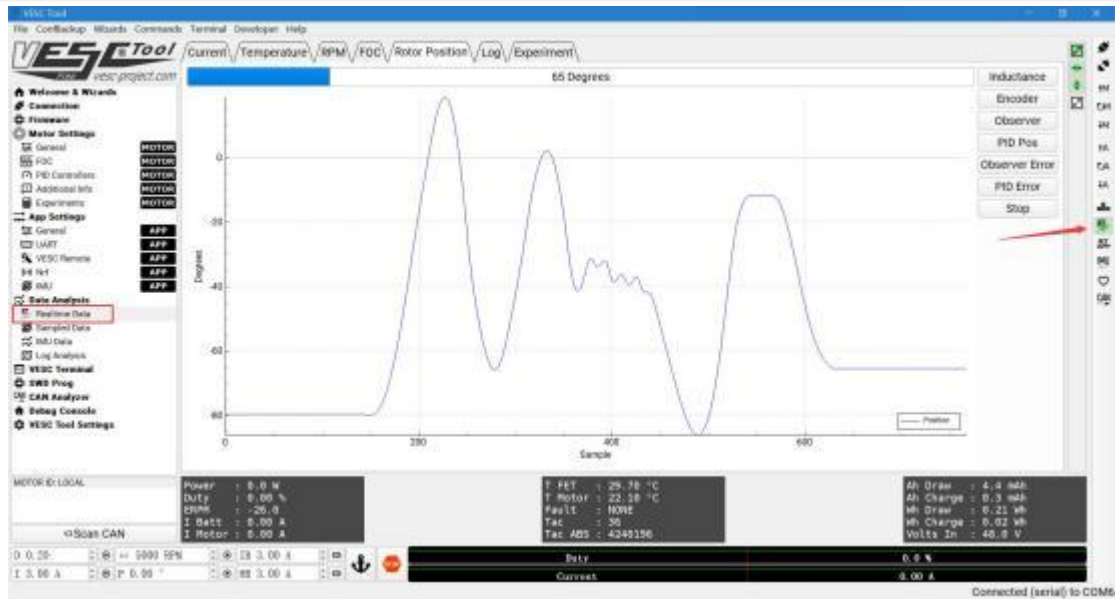 VESC Tool
File ConfBackup Wizards Commands Terminal Developer Help
VESC Tool
vesc-project.com
Current Temperature RPM FOC Rotor Position Log Experiment
65 Degrees
Welcome & Wizards
Connection
Firmware
Motor Settings
General MOTOR
FOC MOTOR
PID Controllers MOTOR
Additional Info MOTOR
Experiments MOTOR
App Settings
General APP
UART APP
VESC Remote APP
Nrf APP
IMU APP
Data Analysis
Realtime Data
Sampled Data
IMU Data
Log Analysis
VESC Terminal
SWD Prog
CAN Analyzer
Debug Console
VESC Tool Settings
Inductance
Encoder
Observer
PID Pos
Observer Error
PID Error
Stop
Degrees
0
-20
-40
-60
-80
0 200 400 600
Sample
Position
MOTOR ID: LOCAL
Scan CAN
Power : 0.0 W
Duty : 0.00 %
ERPM : -26.0
I Batt : 0.00 A
I Motor : 0.00 A
T FET : 25.70 °C
T Motor : 22.10 °C
Fault : NONE
Tac : 36
Tac ABS : 4240156
Ah Draw : 4.4 mAh
Ah Charge : 0.3 mAh
Wh Draw : 0.21 Wh
Wh Charge : 0.02 Wh
Volts In : 48.0 V
D 0.20 5000 RPM IB 3.00 A
I 3.00 A P 0.00 ° HB 3.00 A
Duty 0.0 %
Current 0.00 A
Connected (serial) to COM6